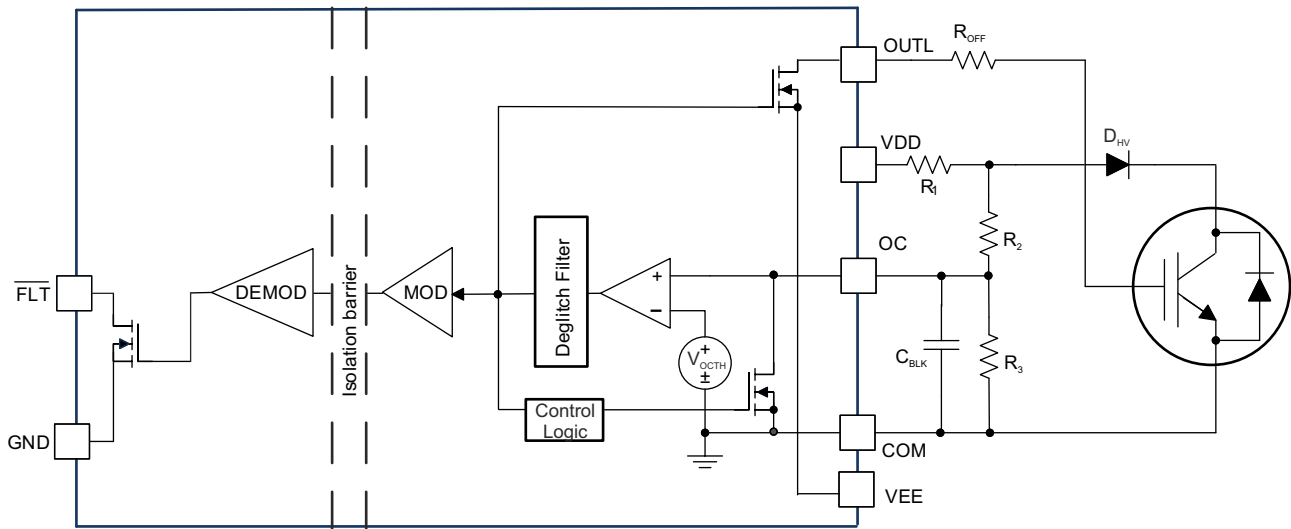 OUTL
R_OFF
VDD
R_1
D_HV
R_2
OC
FLT
DEMOD
Isolation barrier
MOD
Deglitch Filter
+
−
V_OCTH
+
±
C_BLK
R_3
Control
Logic
GND
COM
VEE